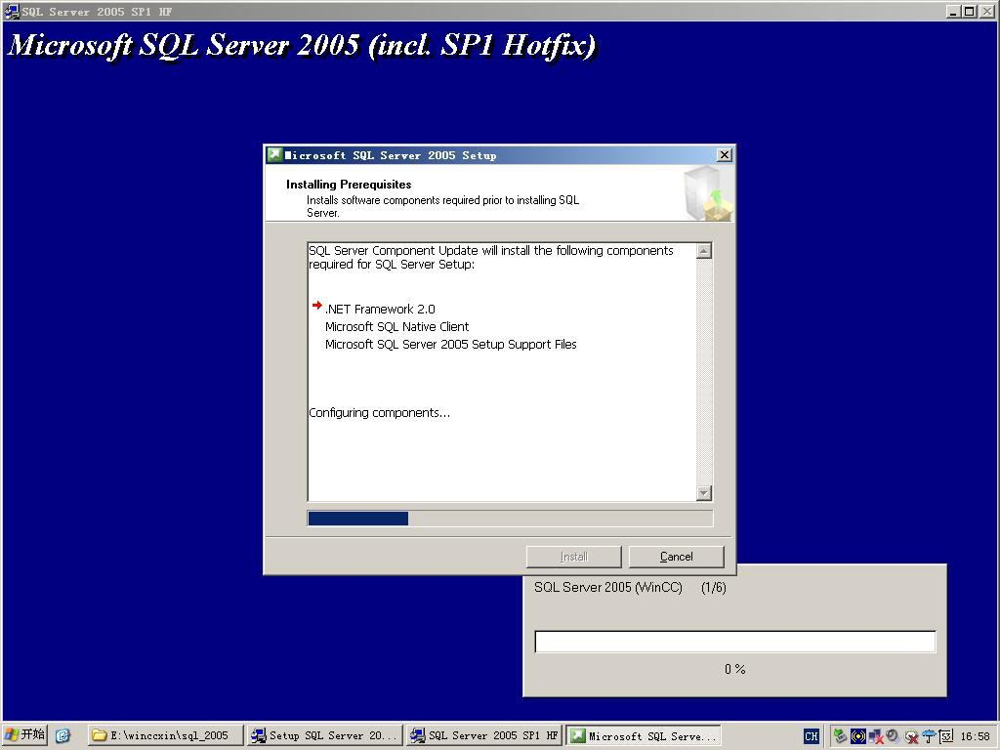 SQL Server 2005 SP1 HF
Microsoft SQL Server 2005 (incl. SP1 Hotfix)
Microsoft SQL Server 2005 Setup
Installing Prerequisites
Installs software components required prior to installing SQL
Server.
SQL Server Component Update will install the following components
required for SQL Server Setup:
.NET Framework 2.0
Microsoft SQL Native Client
Microsoft SQL Server 2005 Setup Support Files
Configuring components...
Install
Cancel
SQL Server 2005 (WinCC) (1/6)
0 %
开始
E:\winccxin\sql_2005
Setup SQL Server 20...
SQL Server 2005 SP1 HF
Microsoft SQL Serve...
CH
16:58